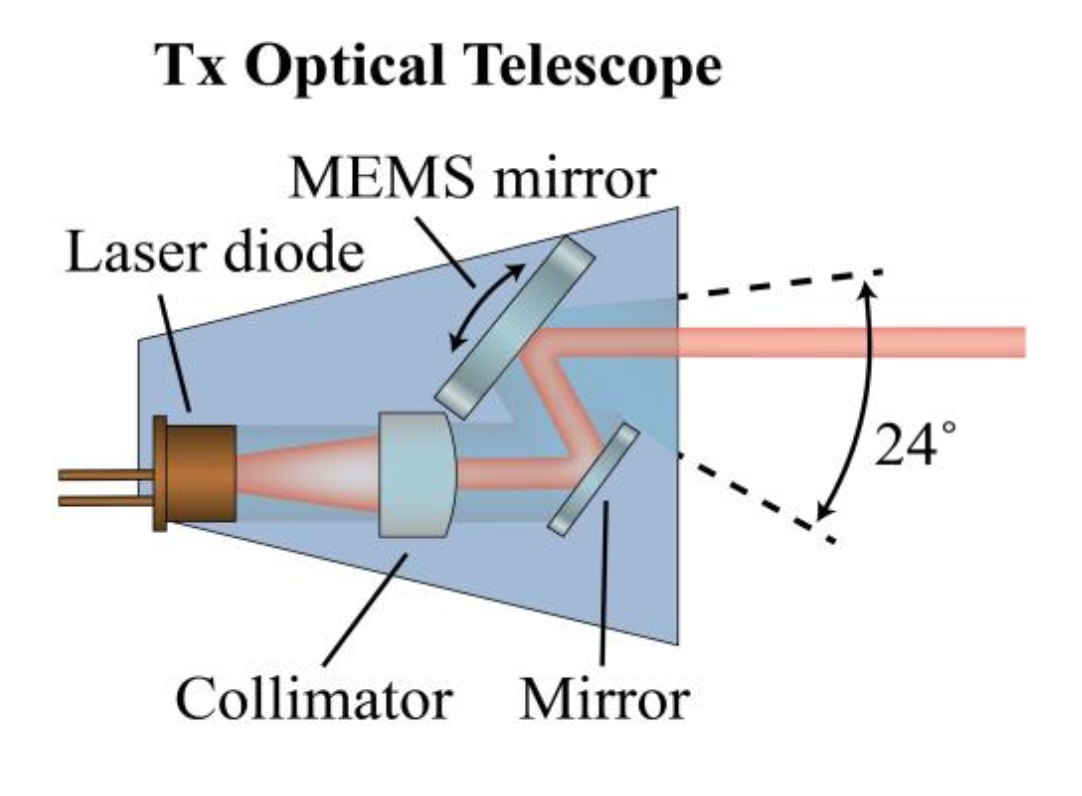 Tx Optical Telescope
MEMS mirror
Laser diode
24°
Collimator
Mirror